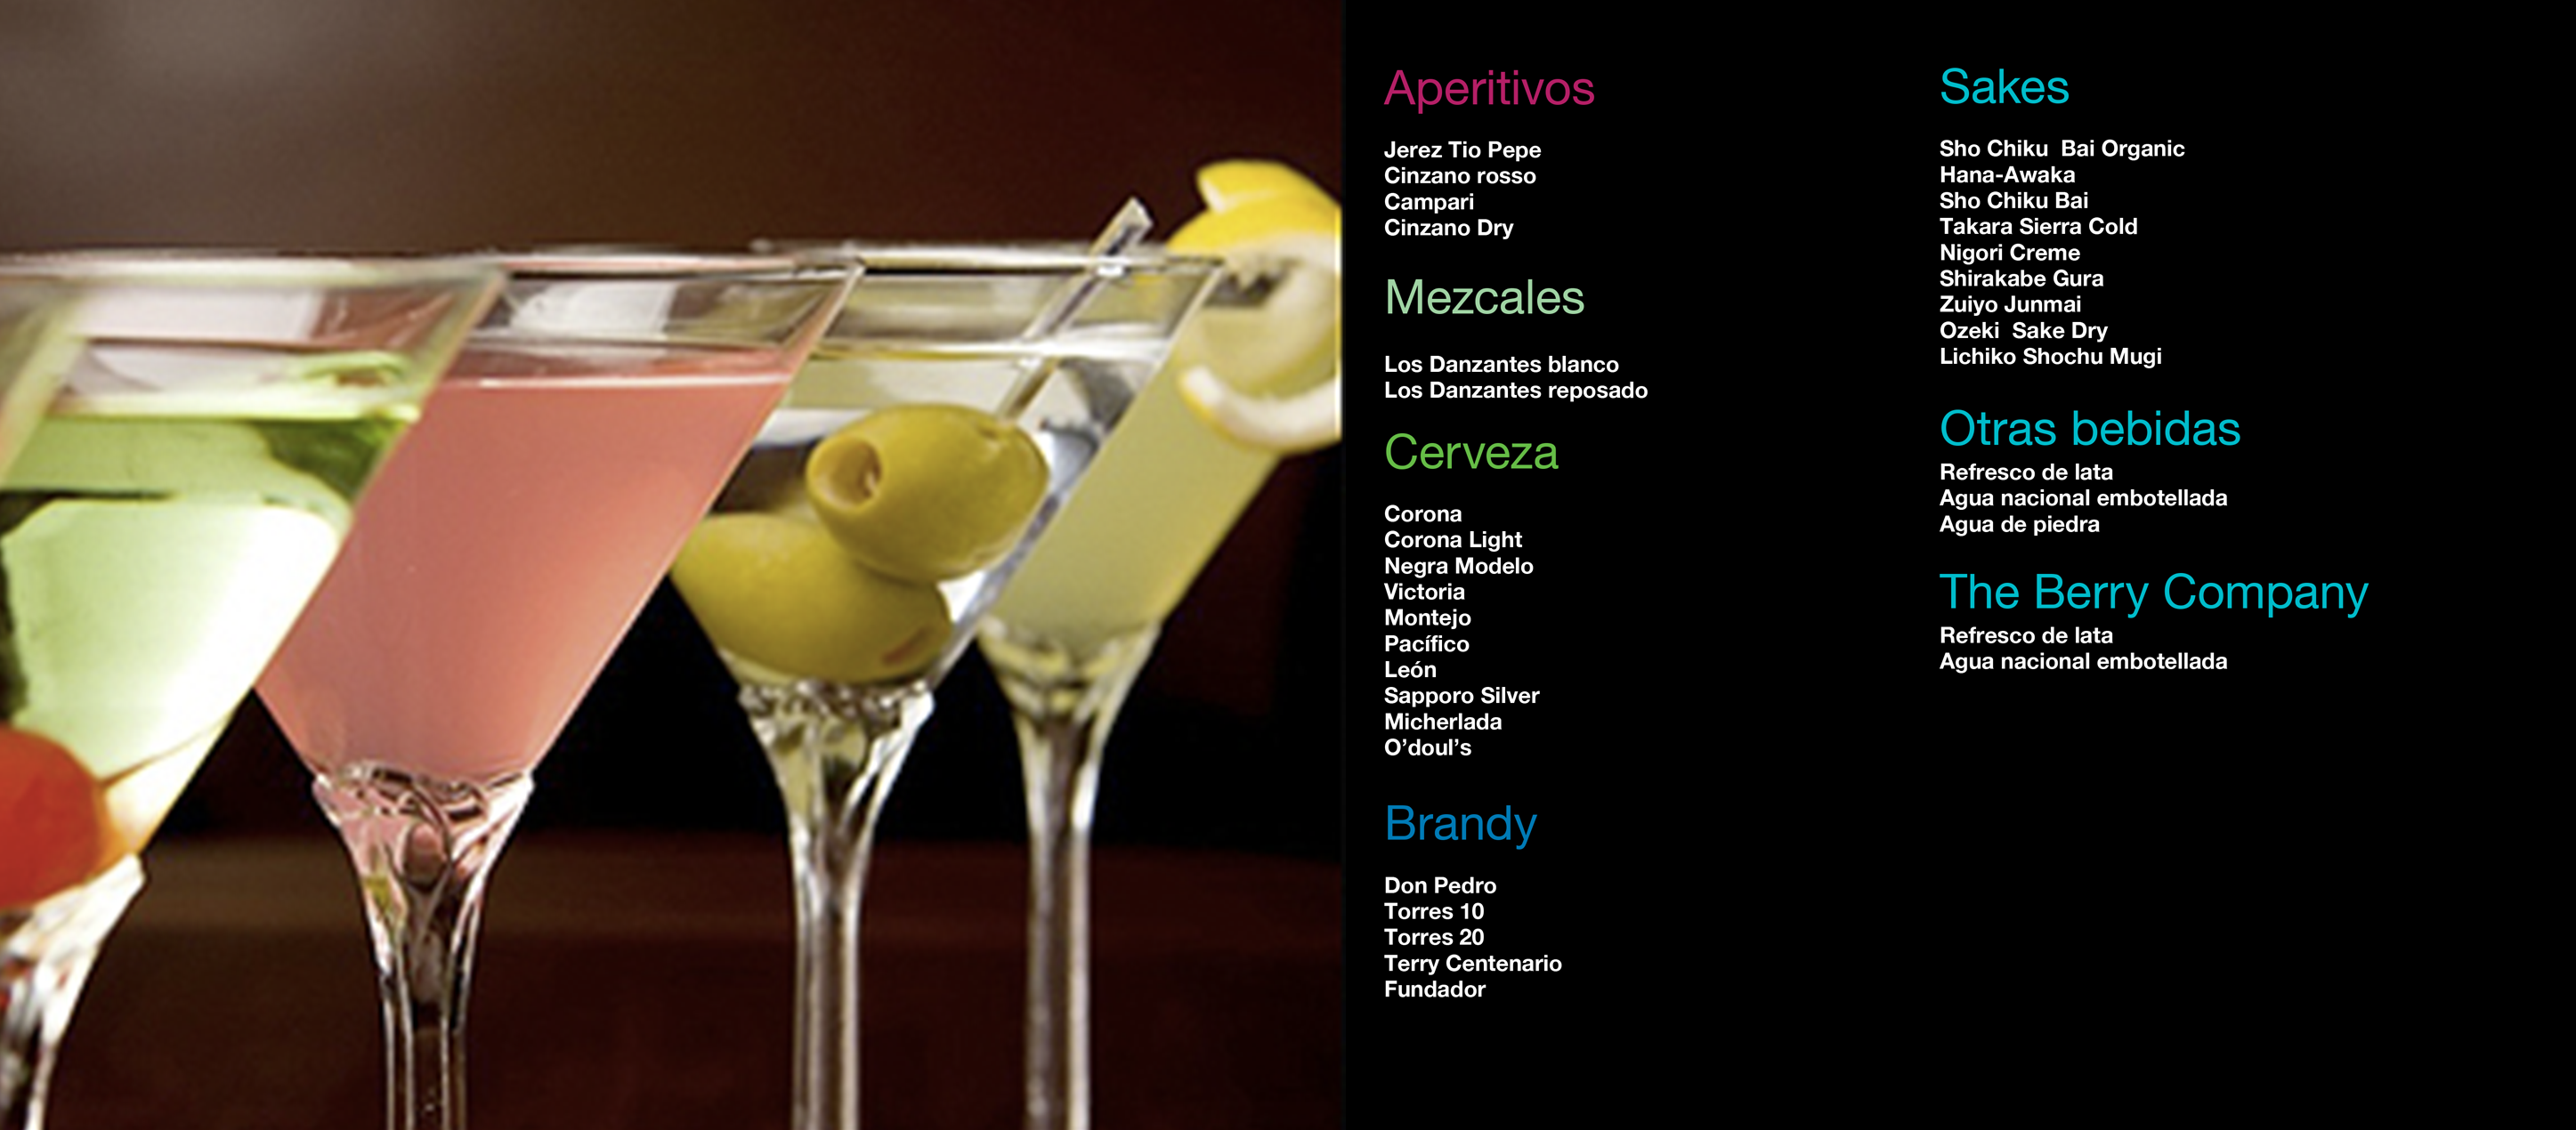 Aperitivos
Jerez Tio Pepe
Cinzano rosso
Campari
Cinzano Dry
Mezcales
Los Danzantes blanco
Los Danzantes reposado
Cerveza
Corona
Corona Light
Negra Modelo
Victoria
Montejo
Pacífico
León
Sapporo Silver
Micherlada
O’doul’s
Brandy
Don Pedro
Torres 10
Torres 20
Terry Centenario
Fundador
Sakes
Sho Chiku  Bai Organic
Hana-Awaka
Sho Chiku Bai
Takara Sierra Cold
Nigori Creme
Shirakabe Gura
Zuiyo Junmai
Ozeki  Sake Dry
Lichiko Shochu Mugi
Otras bebidas
Refresco de lata
Agua nacional embotellada
Agua de piedra
The Berry Company
Refresco de lata
Agua nacional embotellada